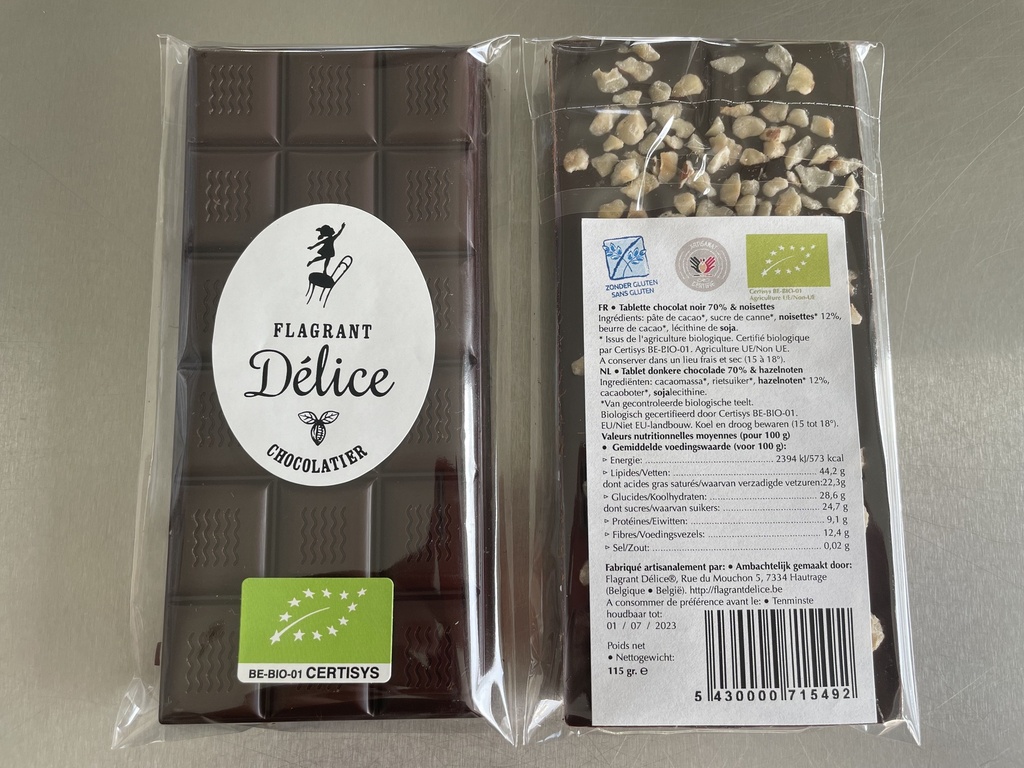 FLAGRANT
Délice
CHOCOLATIER
BE-BIO-01 CERTISYS
ZONDER GLUTEN
SANS GLUTEN
ARTISANAT
CERTIFIÉ
Certisys BE-BIO-01
Agriculture UE/Non-UE
FR • Tablette chocolat noir 70% & noisettes
Ingrédients: pâte de cacao*, sucre de canne*, noisettes* 12%,
beurre de cacao*, lécithine de soja.
* Issus de l'agriculture biologique. Certifié biologique
par Certisys BE-BIO-01. Agriculture UE/Non UE.
A conserver dans un lieu frais et sec (15 à 18°).
NL • Tablet donkere chocolade 70% & hazelnoten
Ingrediënten: cacaomassa*, rietsuiker*, hazelnoten* 12%,
cacaoboter*, sojalecithine.
*Van gecontroleerde biologische teelt.
Biologisch gecertifieerd door Certisys BE-BIO-01.
EU/Niet EU-landbouw. Koel en droog bewaren (15 tot 18°).
Valeurs nutritionnelles moyennes (pour 100 g)
• Gemiddelde voedingswaarde (voor 100 g):
▹ Energie: 2394 kJ/573 kcal
▹ Lipides/Vetten: 44,2 g
dont acides gras saturés/waarvan verzadigde vetzuren:22,3g
▹ Glucides/Koolhydraten: 28,6 g
dont sucres/waarvan suikers: 24,7 g
▹ Protéines/Eiwitten: 9,1 g
▹ Fibres/Voedingsvezels: 12,4 g
▹ Sel/Zout: 0,02 g
Fabriqué artisanalement par: • Ambachtelijk gemaakt door:
Flagrant Délice®, Rue du Mouchon 5, 7334 Hautrage
(Belgique • België). http://flagrantdelice.be
A consommer de préférence avant le: • Tenminste
houdbaar tot:
01 / 07 / 2023
Poids net
• Nettogewicht:
115 gr. ℮
5 430000 715492